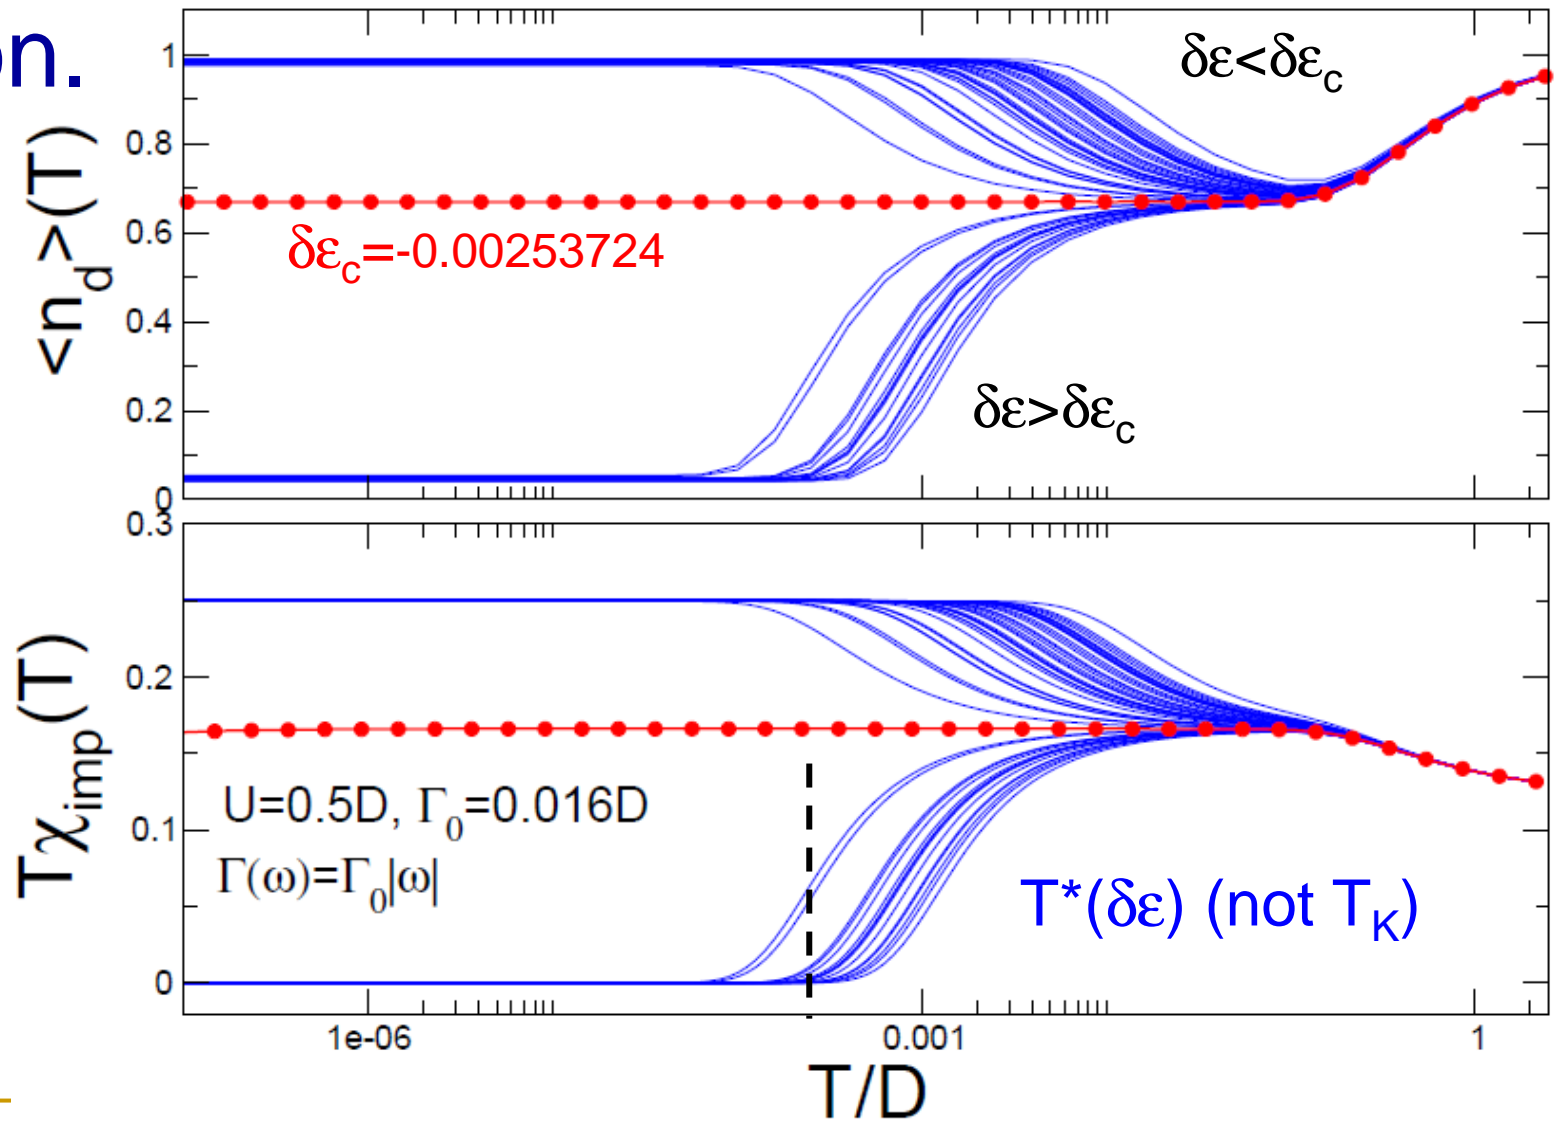 on.
<n_d>(T)
1
0.8
0.6
0.4
0.2
0
δε<δε_c
δε_c=-0.00253724
δε>δε_c
Tχ_imp(T)
0.3
0.2
0.1
0
U=0.5D, Γ_0=0.016D
Γ(ω)=Γ_0|ω|
T*(δε) (not T_K)
1e-06 0.001 1
T/D